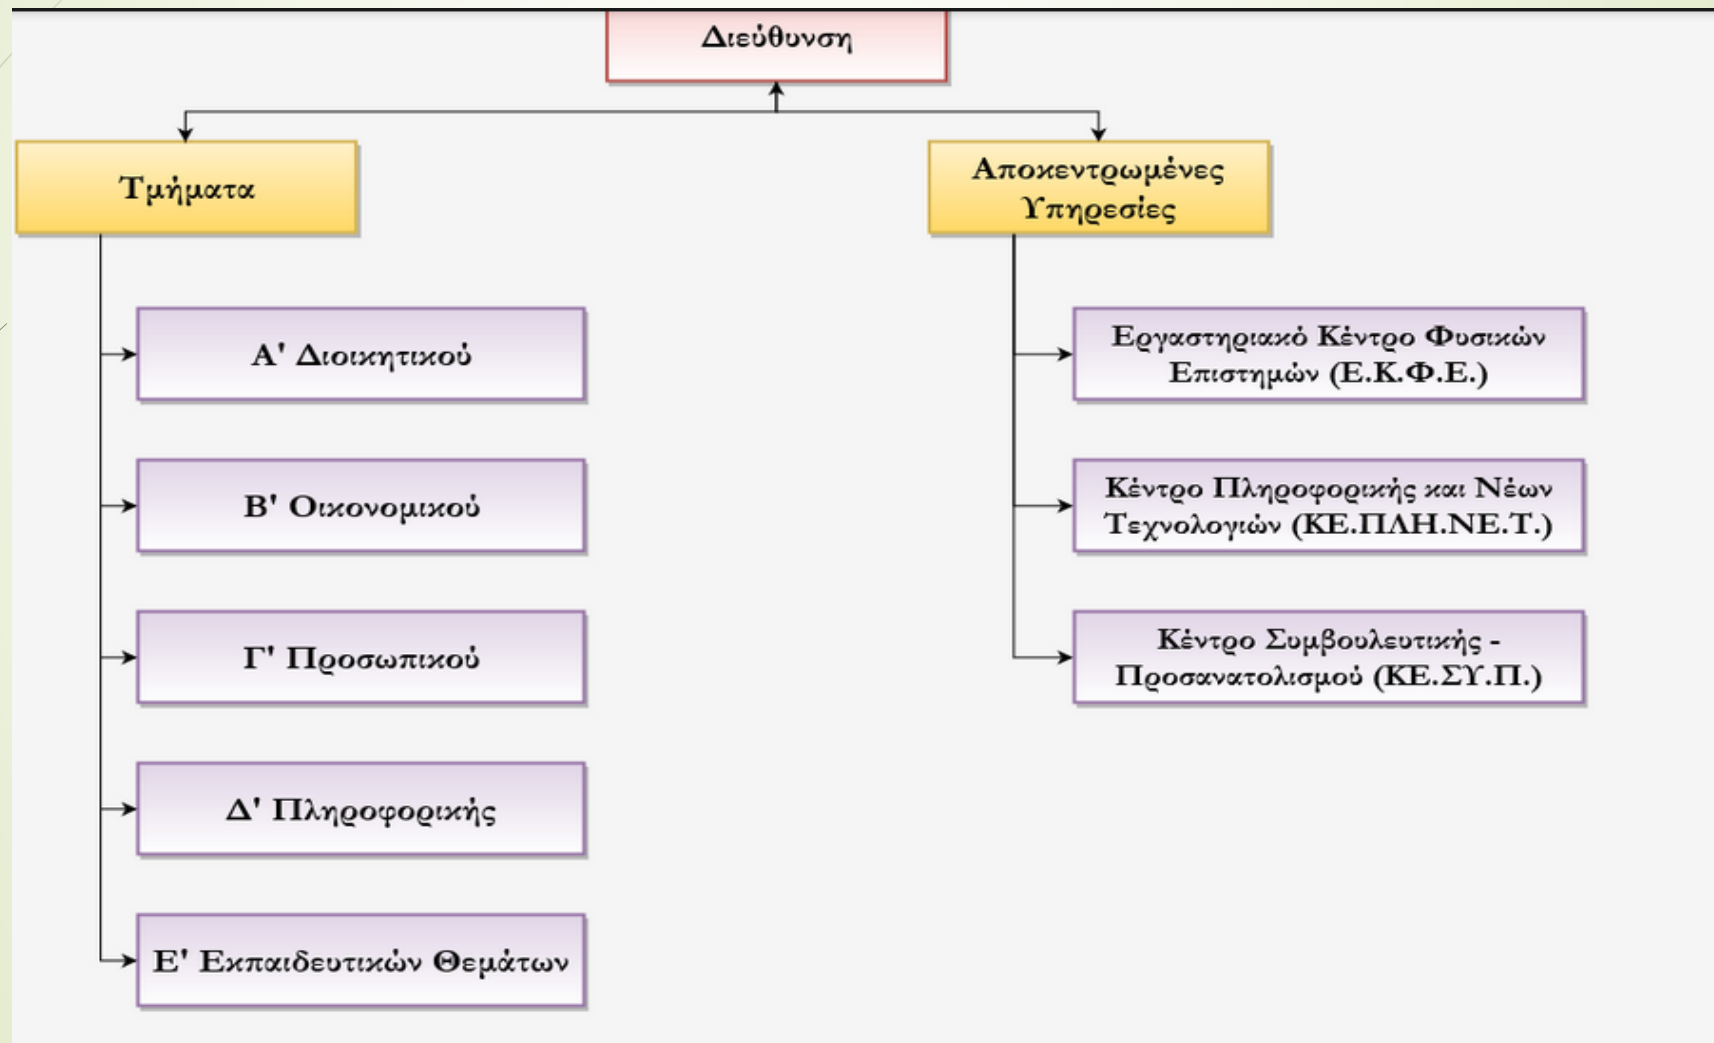 Διεύθυνση
Τμήματα
Αποκεντρωμένες
Υπηρεσίες
Α' Διοικητικού
Β' Οικονομικού
Γ' Προσωπικού
Δ' Πληροφορικής
Ε' Εκπαιδευτικών Θεμάτων
Εργαστηριακό Κέντρο Φυσικών
Επιστημών (Ε.Κ.Φ.Ε.)
Κέντρο Πληροφορικής και Νέων
Τεχνολογιών (ΚΕ.ΠΛΗ.ΝΕ.Τ.)
Κέντρο Συμβουλευτικής -
Προσανατολισμού (ΚΕ.ΣΥ.Π.)